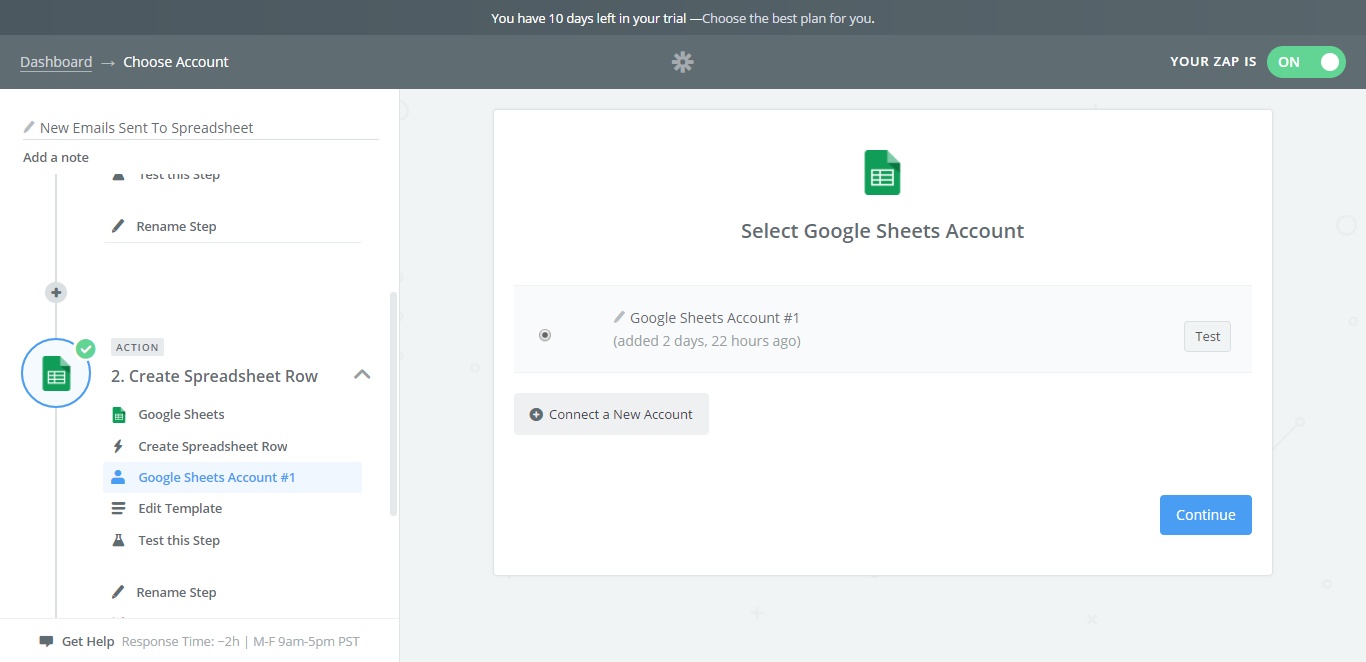 You have 10 days left in your trial —Choose the best plan for you.
Dashboard → Choose Account
YOUR ZAP IS ON
New Emails Sent To Spreadsheet
Add a note
Test this Step
Rename Step
ACTION
2. Create Spreadsheet Row
Google Sheets
Create Spreadsheet Row
Google Sheets Account #1
Edit Template
Test this Step
Rename Step
Get Help Response Time: ~2h | M-F 9am-5pm PST
Select Google Sheets Account
Google Sheets Account #1
(added 2 days, 22 hours ago)
Test
Connect a New Account
Continue